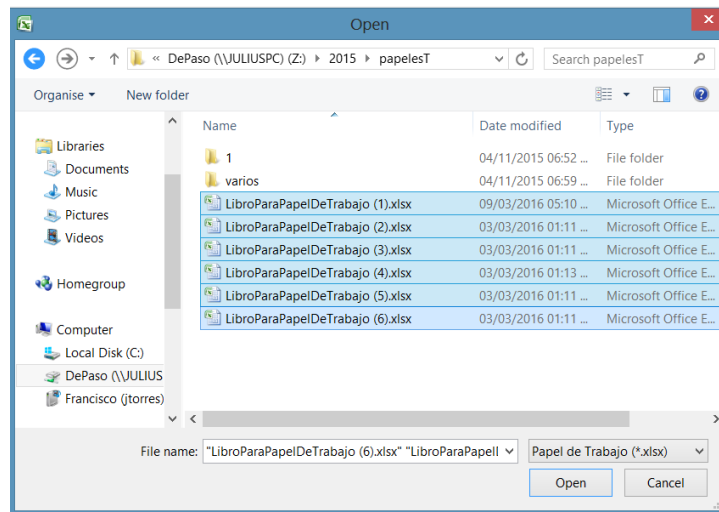 Open
« DePaso (\\JULIUSPC) (Z:) 2015 papelesT
Search papelesT
Organise New folder
Name Date modified Type
Libraries
Documents
Music
Pictures
Videos
Homegroup
Computer
Local Disk (C:)
DePaso (\\JULIUS
Francisco (jtorres)
1 04/11/2015 06:52 ... File folder
varios 04/11/2015 06:59 ... File folder
LibroParaPapelDeTrabajo (1).xlsx 09/03/2016 05:10 ... Microsoft Office E...
LibroParaPapelDeTrabajo (2).xlsx 03/03/2016 01:11 ... Microsoft Office E...
LibroParaPapelDeTrabajo (3).xlsx 03/03/2016 01:11 ... Microsoft Office E...
LibroParaPapelDeTrabajo (4).xlsx 03/03/2016 01:13 ... Microsoft Office E...
LibroParaPapelDeTrabajo (5).xlsx 03/03/2016 01:11 ... Microsoft Office E...
LibroParaPapelDeTrabajo (6).xlsx 03/03/2016 01:11 ... Microsoft Office E...
File name: "LibroParaPapelDeTrabajo (6).xlsx" "LibroParaPapelI
Papel de Trabajo (*.xlsx)
Open Cancel